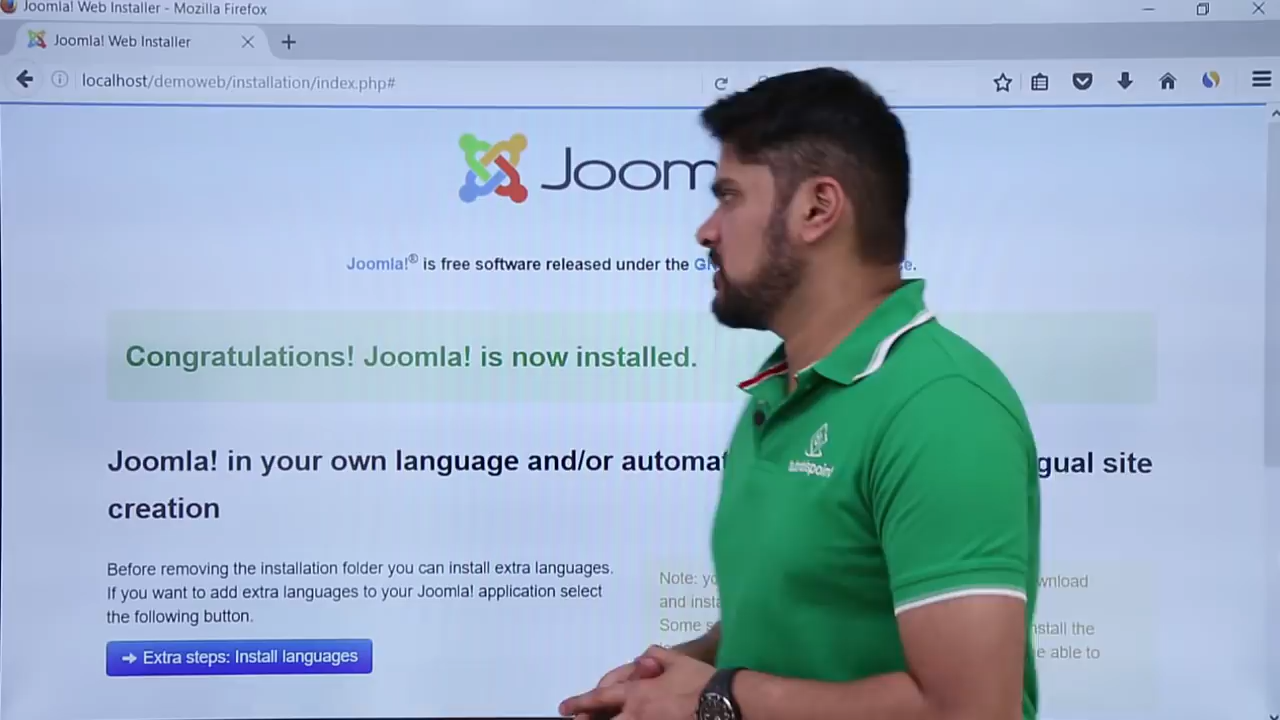 Joomla! Web Installer - Mozilla Firefox
Joomla! Web Installer
localhost/demoweb/installation/index.php#
Joom
Joomla!® is free software released under the
Congratulations! Joomla! is now installed.
Joomla! in your own language and/or automat gual site
creation
Before removing the installation folder you can install extra languages.
If you want to add extra languages to your Joomla! application select
the following button.
Extra steps: Install languages
Note: wnload
and insta
Some nstall the
e able to
tutorialspoint